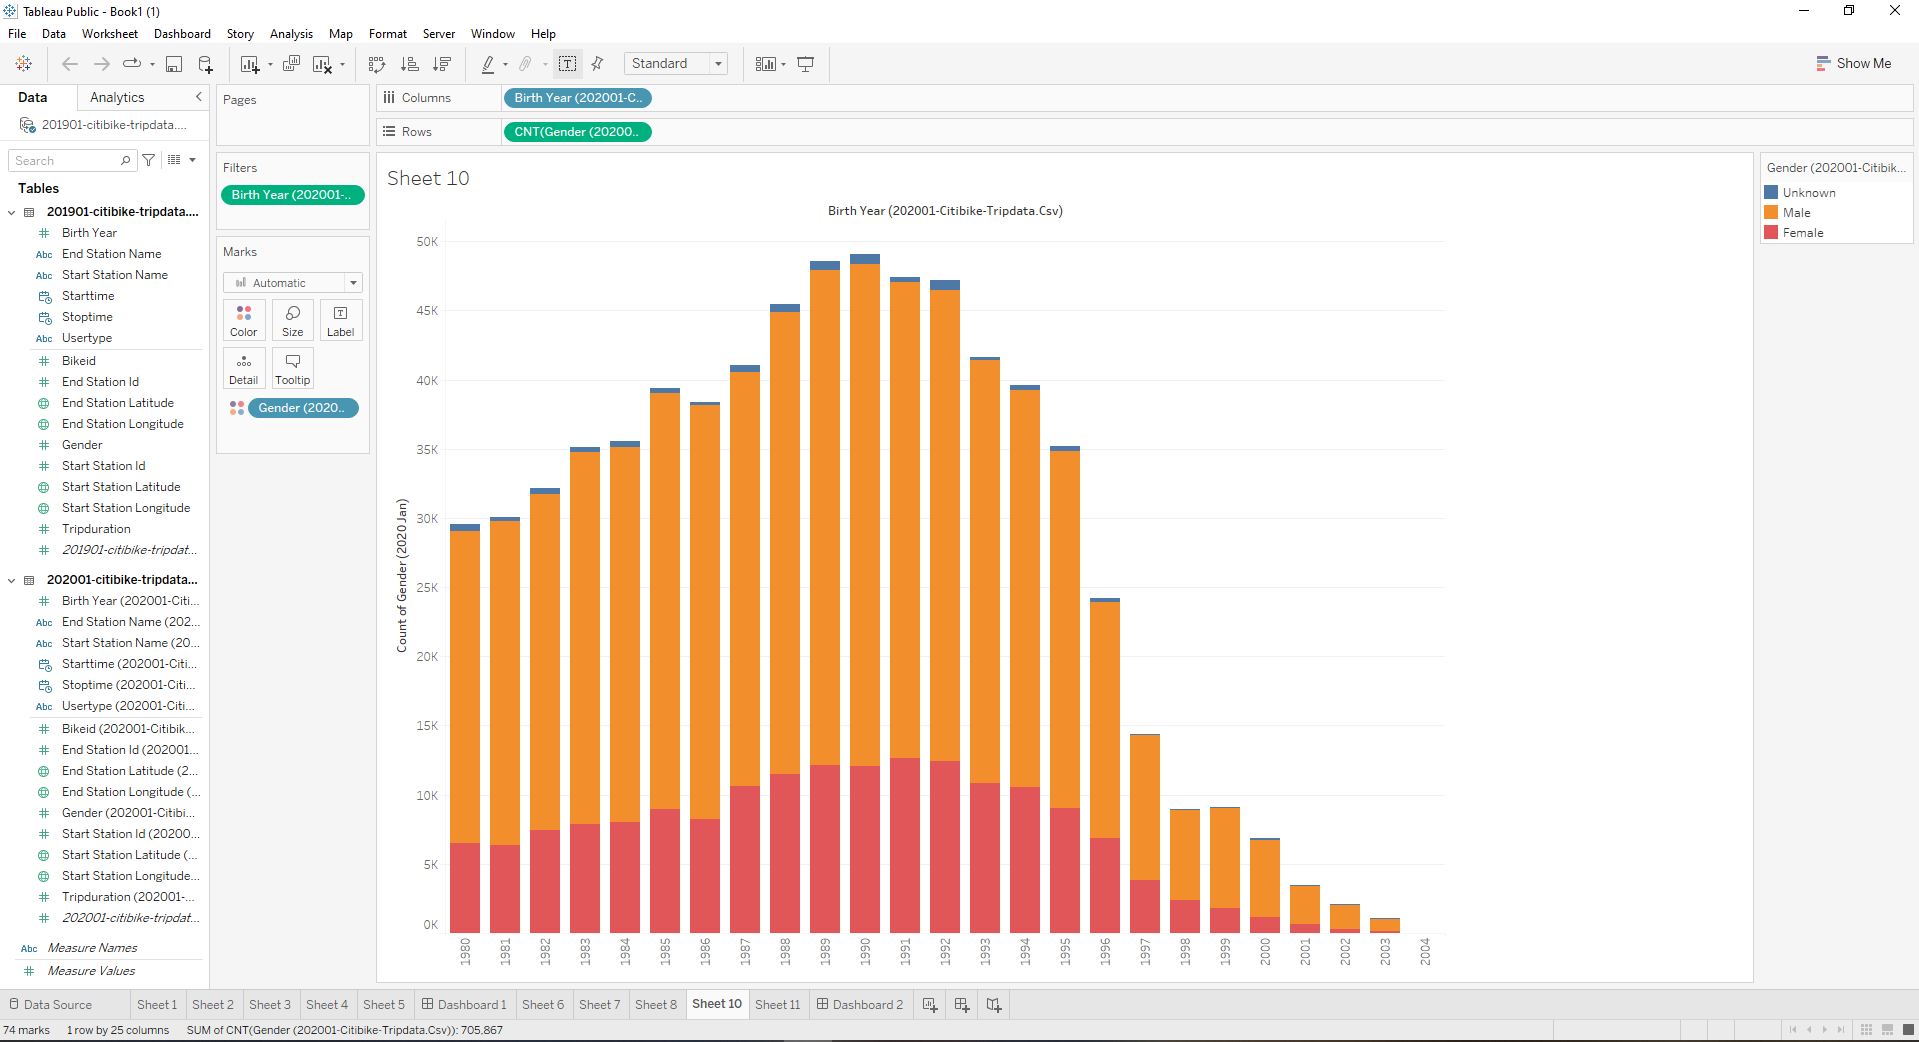 Tableau Public - Book1 (1)
File Data Worksheet Dashboard Story Analysis Map Format Server Window Help
Standard
Show Me
Data Analytics
201901-citibike-tripdata....
Search
Tables
201901-citibike-tripdata....
Birth Year
Abc End Station Name
Abc Start Station Name
Starttime
Stoptime
Abc Usertype
Bikeid
End Station Id
End Station Latitude
End Station Longitude
Gender
Start Station Id
Start Station Latitude
Start Station Longitude
Tripduration
201901-citibike-tripdat...
202001-citibike-tripdata...
Birth Year (202001-Citi...
Abc End Station Name (202...
Abc Start Station Name (20...
Starttime (202001-Citi...
Stoptime (202001-Citi...
Abc Usertype (202001-Citi...
Bikeid (202001-Citibik...
End Station Id (202001...
End Station Latitude (2...
End Station Longitude (...
Gender (202001-Citibi...
Start Station Id (20200...
Start Station Latitude (...
Start Station Longitude...
Tripduration (202001-...
202001-citibike-tripdat...
Abc Measure Names
Measure Values
Pages
Filters
Birth Year (202001-..
Marks
Automatic
Color Size Label
Detail Tooltip
Gender (2020..
Columns Birth Year (202001-C..
Rows CNT(Gender (20200..
Sheet 10
Birth Year (202001-Citibike-Tripdata.Csv)
Count of Gender (2020 Jan)
50K
45K
40K
35K
30K
25K
20K
15K
10K
5K
0K
1980 1981 1982 1983 1984 1985 1986 1987 1988 1989 1990 1991 1992 1993 1994 1995 1996 1997 1998 1999 2000 2001 2002 2003 2004
Gender (202001-Citibik...
Unknown
Male
Female
Data Source Sheet 1 Sheet 2 Sheet 3 Sheet 4 Sheet 5 Dashboard 1 Sheet 6 Sheet 7 Sheet 8 Sheet 10 Sheet 11 Dashboard 2
74 marks 1 row by 25 columns SUM of CNT(Gender (202001-Citibike-Tripdata.Csv)): 705,867